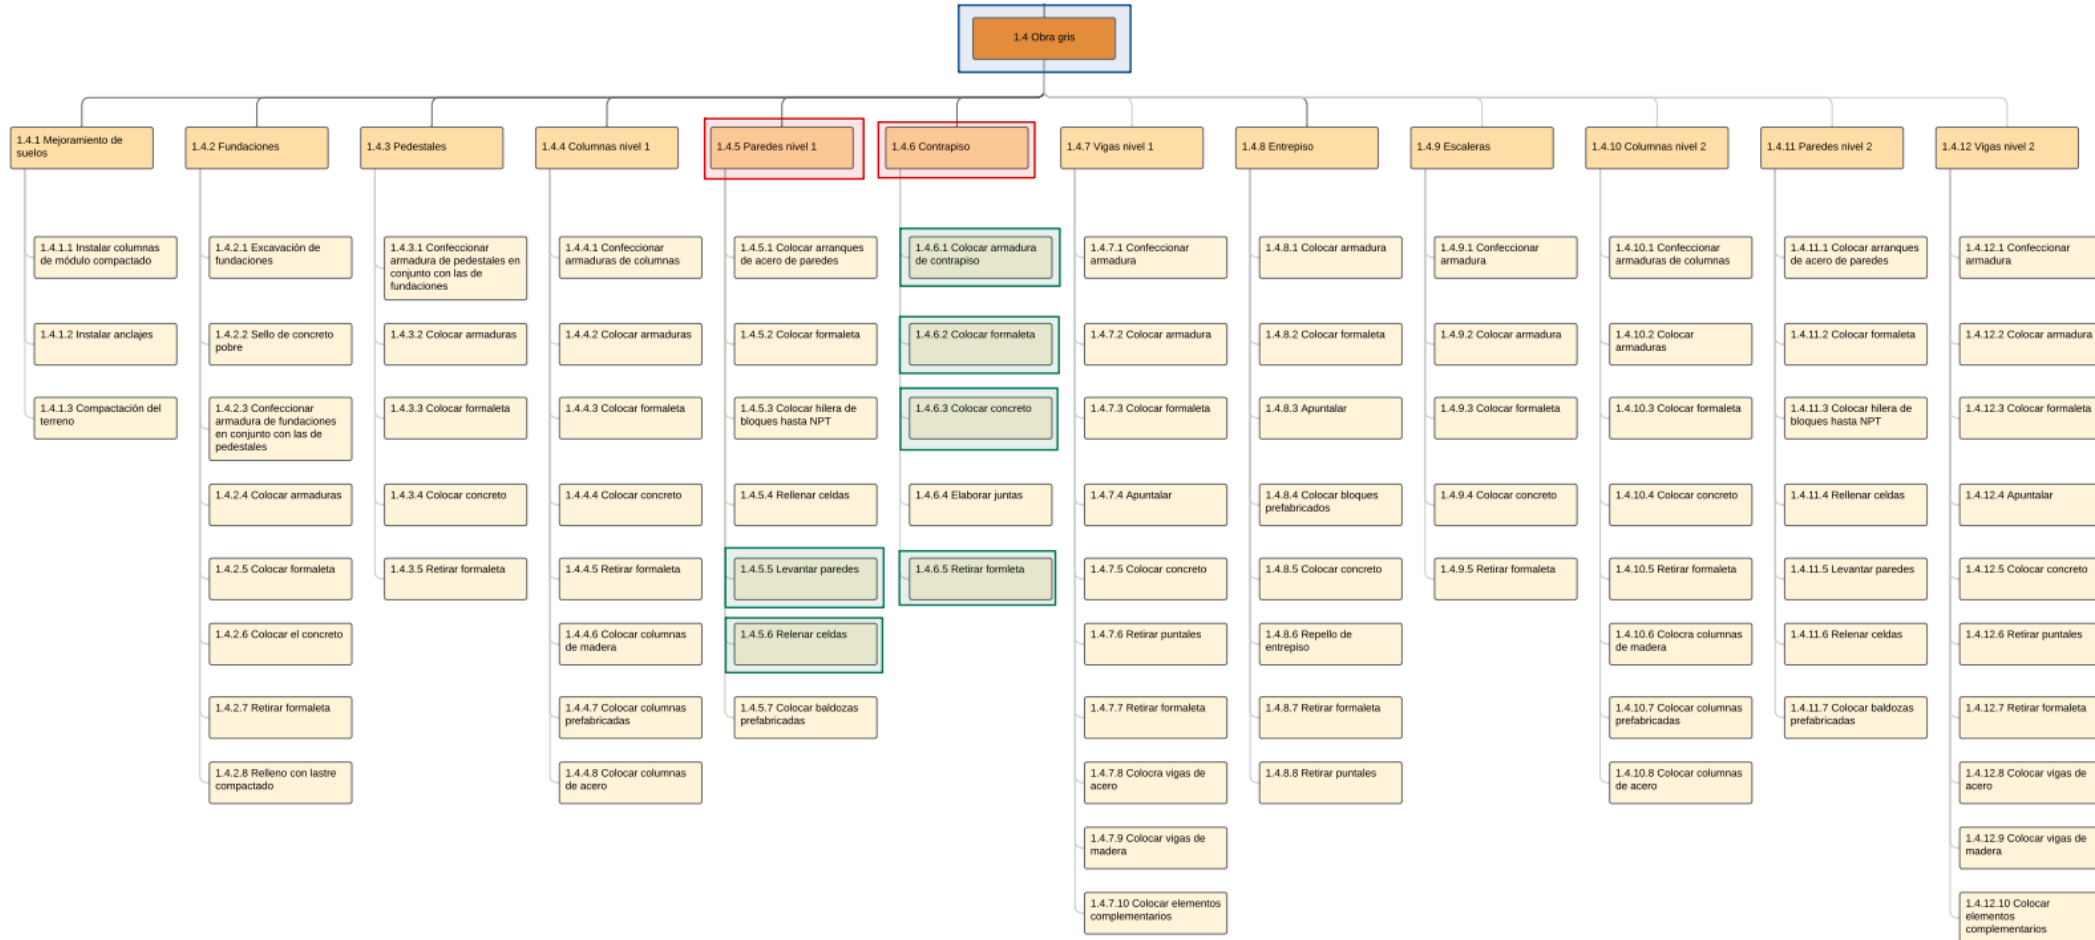 1.4 Obra gris
1.4.1 Mejoramiento de
suelos
1.4.2 Fundaciones
1.4.3 Pedestales
1.4.4 Columnas nivel 1
1.4.5 Paredes nivel 1
1.4.6 Contrapiso
1.4.7 Vigas nivel 1
1.4.8 Entrepiso
1.4.9 Escaleras
1.4.10 Columnas nivel 2
1.4.11 Paredes nivel 2
1.4.12 Vigas nivel 2
1.4.1.1 Instalar columnas
de módulo compactado
1.4.1.2 Instalar anclajes
1.4.1.3 Compactación del
terreno
1.4.2.1 Excavación de
fundaciones
1.4.2.2 Sello de concreto
pobre
1.4.2.3 Confeccionar
armadura de fundaciones
en conjunto con las de
pedestales
1.4.2.4 Colocar armaduras
1.4.2.5 Colocar formaleta
1.4.2.6 Colocar el concreto
1.4.2.7 Retirar formaleta
1.4.2.8 Relleno con lastre
compactado
1.4.3.1 Confeccionar
armadura de pedestales en
conjunto con las de
fundaciones
1.4.3.2 Colocar armaduras
1.4.3.3 Colocar formaleta
1.4.3.4 Colocar concreto
1.4.3.5 Retirar formaleta
1.4.4.1 Confeccionar
armaduras de columnas
1.4.4.2 Colocar armaduras
1.4.4.3 Colocar formaleta
1.4.4.4 Colocar concreto
1.4.4.5 Retirar formaleta
1.4.4.6 Colocar columnas
de madera
1.4.4.7 Colocar columnas
prefabricadas
1.4.4.8 Colocar columnas
de acero
1.4.5.1 Colocar arranques
de acero de paredes
1.4.5.2 Colocar formaleta
1.4.5.3 Colocar hilera de
bloques hasta NPT
1.4.5.4 Rellenar celdas
1.4.5.5 Levantar paredes
1.4.5.6 Relenar celdas
1.4.5.7 Colocar baldozas
prefabricadas
1.4.6.1 Colocar armadura
de contrapiso
1.4.6.2 Colocar formaleta
1.4.6.3 Colocar concreto
1.4.6.4 Elaborar juntas
1.4.6.5 Retirar formleta
1.4.7.1 Confeccionar
armadura
1.4.7.2 Colocar armadura
1.4.7.3 Colocar formaleta
1.4.7.4 Apuntalar
1.4.7.5 Colocar concreto
1.4.7.6 Retirar puntales
1.4.7.7 Retirar formaleta
1.4.7.8 Colocra vigas de
acero
1.4.7.9 Colocar vigas de
madera
1.4.7.10 Colocar elementos
complementarios
1.4.8.1 Colocar armadura
1.4.8.2 Colocar formaleta
1.4.8.3 Apuntalar
1.4.8.4 Colocar bloques
prefabricados
1.4.8.5 Colocar concreto
1.4.8.6 Repello de
entrepiso
1.4.8.7 Retirar formaleta
1.4.8.8 Retirar puntales
1.4.9.1 Confeccionar
armadura
1.4.9.2 Colocar armadura
1.4.9.3 Colocar formaleta
1.4.9.4 Colocar concreto
1.4.9.5 Retirar formaleta
1.4.10.1 Confeccionar
armaduras de columnas
1.4.10.2 Colocar
armaduras
1.4.10.3 Colocar formaleta
1.4.10.4 Colocar concreto
1.4.10.5 Retirar formaleta
1.4.10.6 Colocra columnas
de madera
1.4.10.7 Colocar columnas
prefabricadas
1.4.10.8 Colocar columnas
de acero
1.4.11.1 Colocar arranques
de acero de paredes
1.4.11.2 Colocar formaleta
1.4.11.3 Colocar hilera de
bloques hasta NPT
1.4.11.4 Rellenar celdas
1.4.11.5 Levantar paredes
1.4.11.6 Relenar celdas
1.4.11.7 Colocar baldozas
prefabricadas
1.4.12.1 Confeccionar
armadura
1.4.12.2 Colocar armadura
1.4.12.3 Colocar formaleta
1.4.12.4 Apuntalar
1.4.12.5 Colocar concreto
1.4.12.6 Retirar puntales
1.4.12.7 Retirar formaleta
1.4.12.8 Colocar vigas de
acero
1.4.12.9 Colocar vigas de
madera
1.4.12.10 Colocar
elementos
complementarios